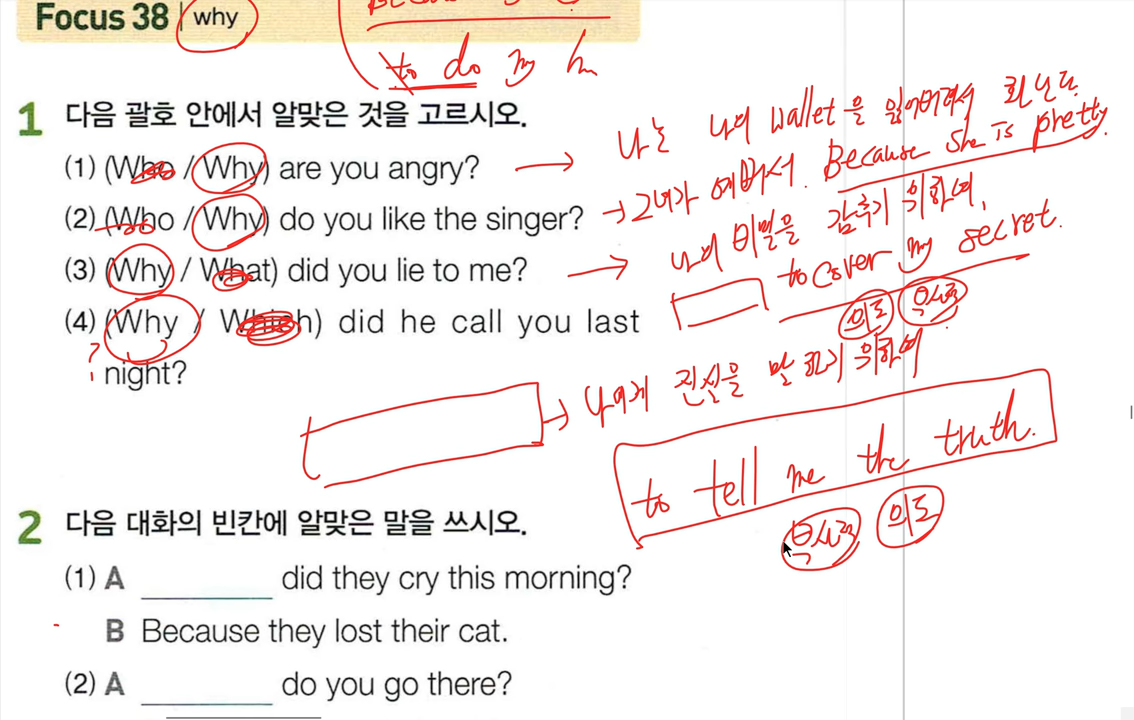 Focus 38 | why
to do my h
1 다음 괄호 안에서 알맞은 것을 고르시오.
(1) (Who / Why) are you angry? → 나는 나의 wallet을 잃어버려서 화난다.
(2) (Who / Why) do you like the singer? → 그녀가 예뻐서. Because she is pretty.
(3) (Why / What) did you lie to me? → 나의 비밀을 감추기 위하여,
to cover my secret.
의도 목적
(4) (Why / Which) did he call you last
night?
→ 나에게 진실을 말하기 위하여
to tell me the truth.
목적 의도
2 다음 대화의 빈칸에 알맞은 말을 쓰시오.
(1) A ________ did they cry this morning?
B Because they lost their cat.
(2) A ________ do you go there?